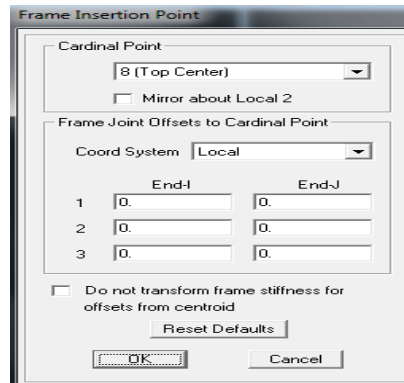 Frame Insertion Point
Cardinal Point
8 (Top Center)
Mirror about Local 2
Frame Joint Offsets to Cardinal Point
Coord System Local
End-I End-J
1 0. 0.
2 0. 0.
3 0. 0.
Do not transform frame stiffness for
offsets from centroid
Reset Defaults
OK Cancel